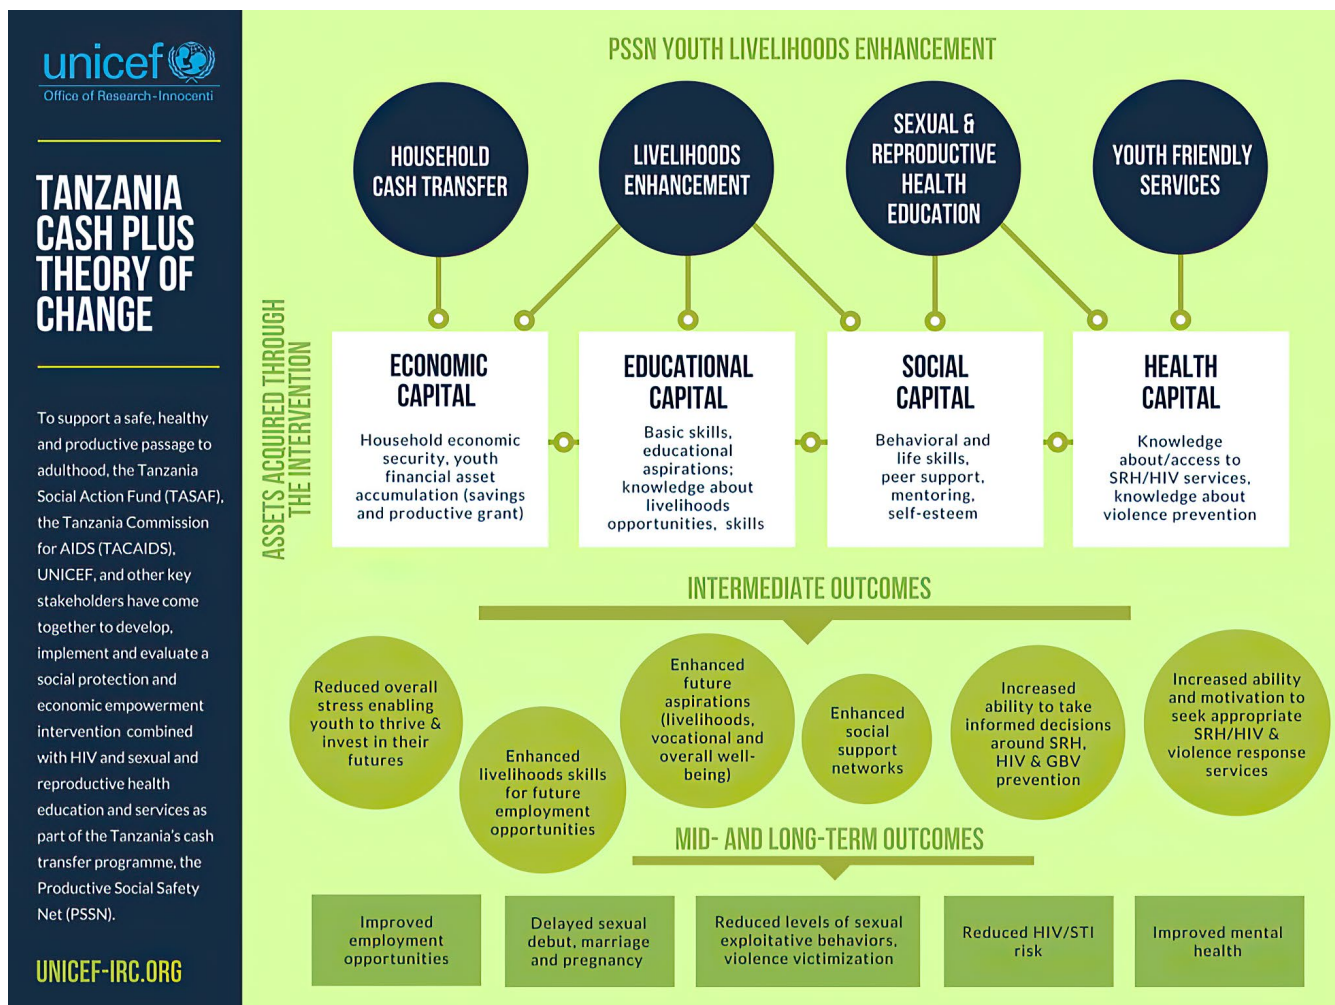 unicef
Office of Research-Innocenti
TANZANIA
CASH PLUS
THEORY OF
CHANGE
To support a safe, healthy
and productive passage to
adulthood, the Tanzania
Social Action Fund (TASAF),
the Tanzania Commission
for AIDS (TACAIDS),
UNICEF, and other key
stakeholders have come
together to develop,
implement and evaluate a
social protection and
economic empowerment
intervention combined
with HIV and sexual and
reproductive health
education and services as
part of the Tanzania's cash
transfer programme, the
Productive Social Safety
Net (PSSN).
UNICEF-IRC.ORG
PSSN YOUTH LIVELIHOODS ENHANCEMENT
HOUSEHOLD
CASH TRANSFER
LIVELIHOODS
ENHANCEMENT
SEXUAL &
REPRODUCTIVE
HEALTH
EDUCATION
YOUTH FRIENDLY
SERVICES
ASSETS ACQUIRED THROUGH
THE INTERVENTION
ECONOMIC
CAPITAL
Household economic
security, youth
financial asset
accumulation (savings
and productive grant)
EDUCATIONAL
CAPITAL
Basic skills,
educational
aspirations;
knowledge about
livelihoods
opportunities, skills
SOCIAL
CAPITAL
Behavioral and
life skills,
peer support,
mentoring,
self-esteem
HEALTH
CAPITAL
Knowledge
about/access to
SRH/HIV services,
knowledge about
violence prevention
INTERMEDIATE OUTCOMES
Reduced overall
stress enabling
youth to thrive &
invest in their
futures
Enhanced
livelihoods skills
for future
employment
opportunities
Enhanced
future
aspirations
(livelihoods,
vocational and
overall well-
being)
Enhanced
social
support
networks
Increased
ability to take
informed decisions
around SRH,
HIV & GBV
prevention
Increased ability
and motivation to
seek appropriate
SRH/HIV &
violence response
services
MID- AND LONG-TERM OUTCOMES
Improved
employment
opportunities
Delayed sexual
debut, marriage
and pregnancy
Reduced levels of sexual
exploitative behaviors,
violence victimization
Reduced HIV/STI
risk
Improved mental
health